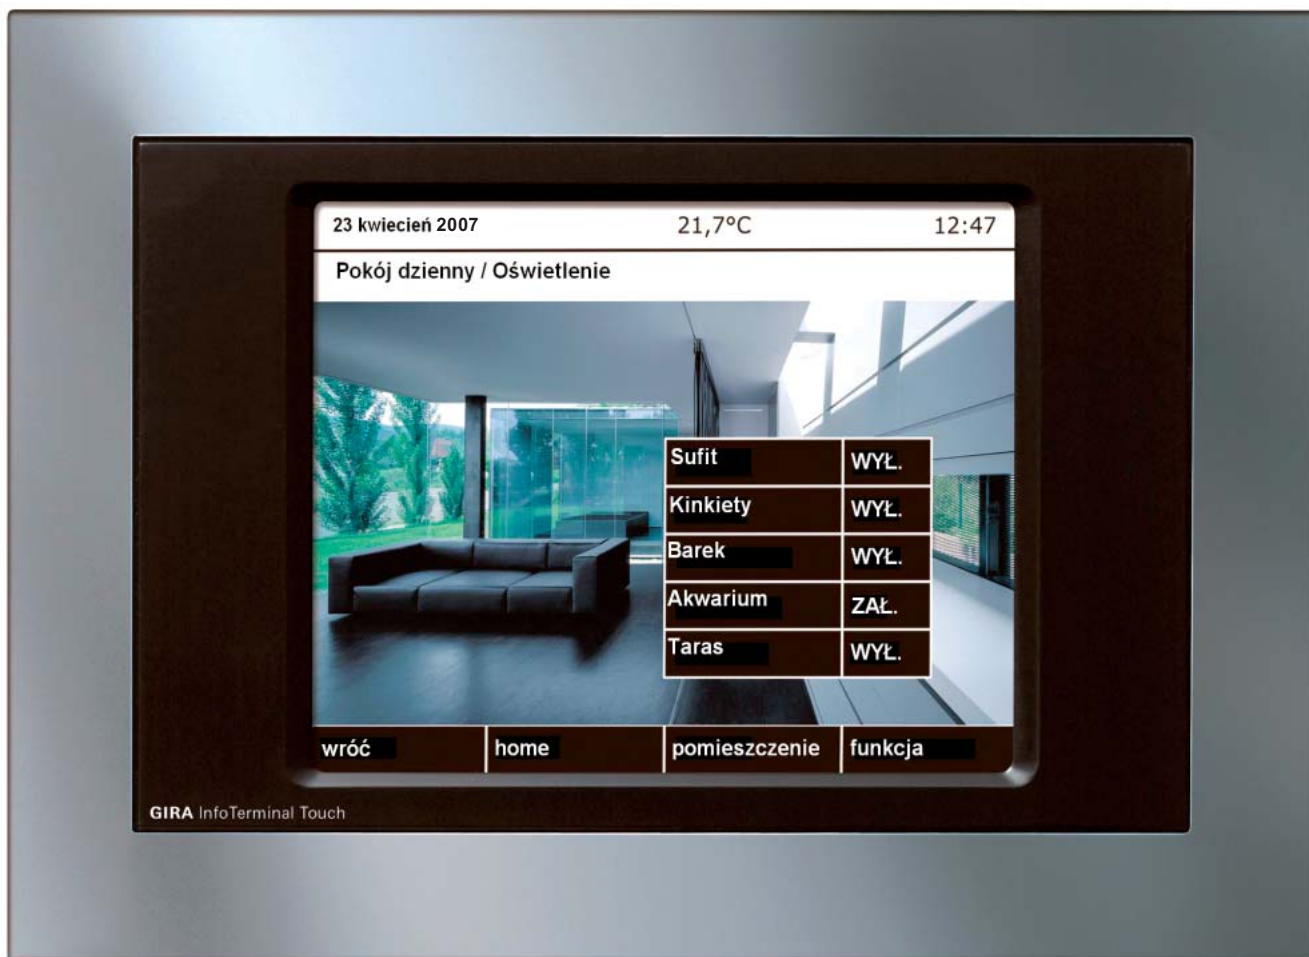 23 kwiecień 2007 21,7°C 12:47
Pokój dzienny / Oświetlenie
Sufit WYŁ.
Kinkiety WYŁ.
Barek WYŁ.
Akwarium ZAŁ.
Taras WYŁ.
wróć home pomieszczenie funkcja
GIRA InfoTerminal Touch